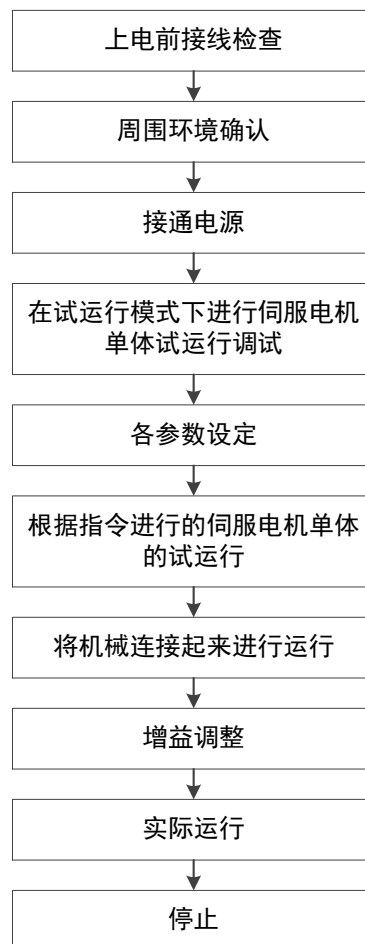 上电前接线检查
周围环境确认
接通电源
在试运行模式下进行伺服电机
单体试运行调试
各参数设定
根据指令进行的伺服电机单体
的试运行
将机械连接起来进行运行
增益调整
实际运行
停止